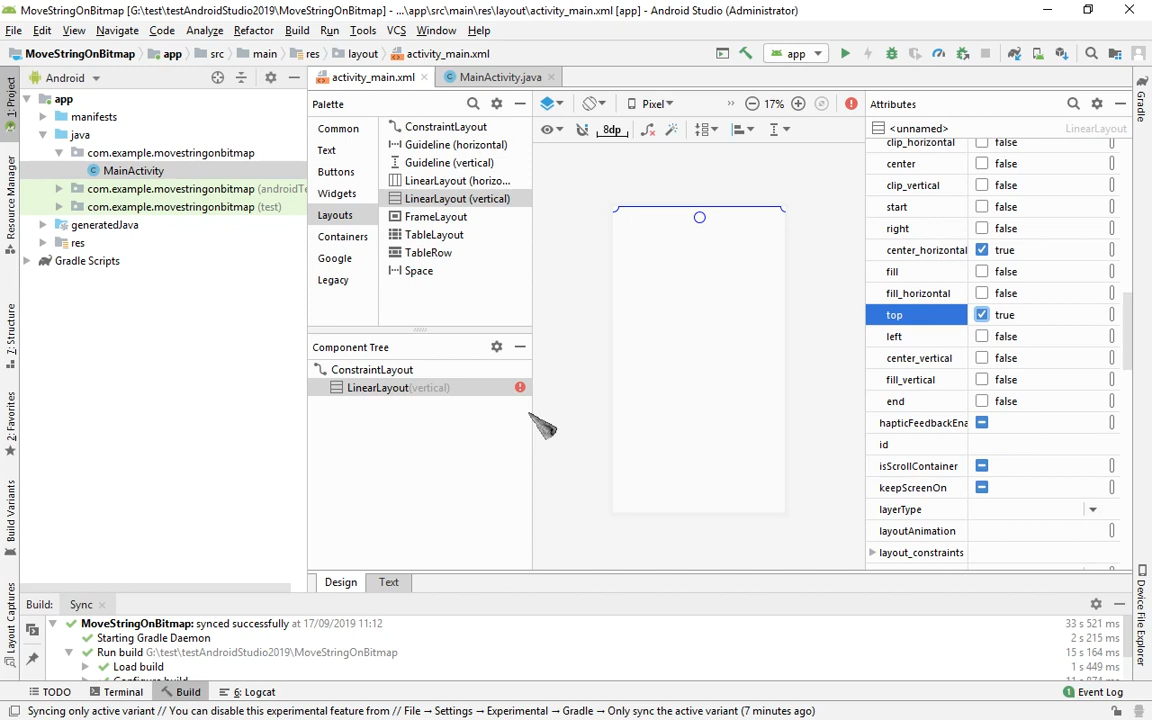 MoveStringOnBitmap [G:\test\testAndroidStudio2019\MoveStringOnBitmap] - ...\app\src\main\res\layout\activity_main.xml [app] - Android Studio (Administrator)
File Edit View Navigate Code Analyze Refactor Build Run Tools VCS Window Help
MoveStringOnBitmap app src main res layout activity_main.xml app
Android activity_main.xml MainActivity.java
1: Project
Resource Manager
7: Structure
2: Favorites
Build Variants
Layout Captures
app
manifests
java
com.example.movestringonbitmap
MainActivity
com.example.movestringonbitmap (androidTe
com.example.movestringonbitmap (test)
generatedJava
res
Gradle Scripts
Palette
Common
Text
Buttons
Widgets
Layouts
Containers
Google
Legacy
ConstraintLayout
Guideline (horizontal)
Guideline (vertical)
LinearLayout (horizo...
LinearLayout (vertical)
FrameLayout
TableLayout
TableRow
Space
Component Tree
ConstraintLayout
LinearLayout(vertical)
Pixel 17%
8dp
Design Text
Attributes
<unnamed> LinearLayout
clip_horizontal false
center false
clip_vertical false
start false
right false
center_horizontal true
fill false
fill_horizontal false
top true
left false
center_vertical false
fill_vertical false
end false
hapticFeedbackEna
id
isScrollContainer
keepScreenOn
layerType
layoutAnimation
layout_constraints
Gradle
Device File Explorer
Build: Sync
MoveStringOnBitmap: synced successfully at 17/09/2019 11:12 33 s 521 ms
Starting Gradle Daemon 2 s 215 ms
Run build G:\test\testAndroidStudio2019\MoveStringOnBitmap 15 s 164 ms
Load build 1 s 449 ms
TODO Terminal Build 6: Logcat 1 Event Log
Syncing only active variant // You can disable this experimental feature from // File → Settings → Experimental → Gradle → Only sync the active variant (7 minutes ago)